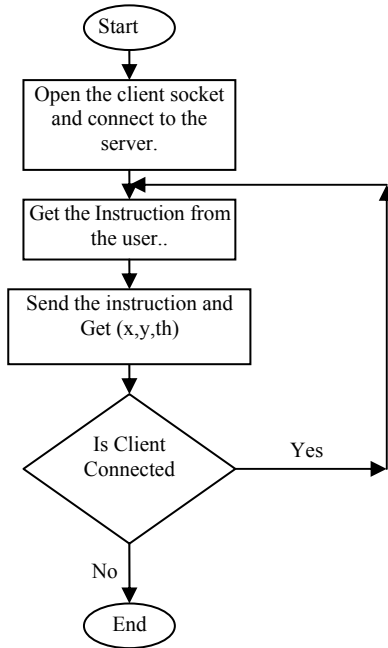 Start
Open the client socket
and connect to the
server.
Get the Instruction from
the user..
Send the instruction and
Get (x,y,th)
Is Client
Connected
Yes
No
End